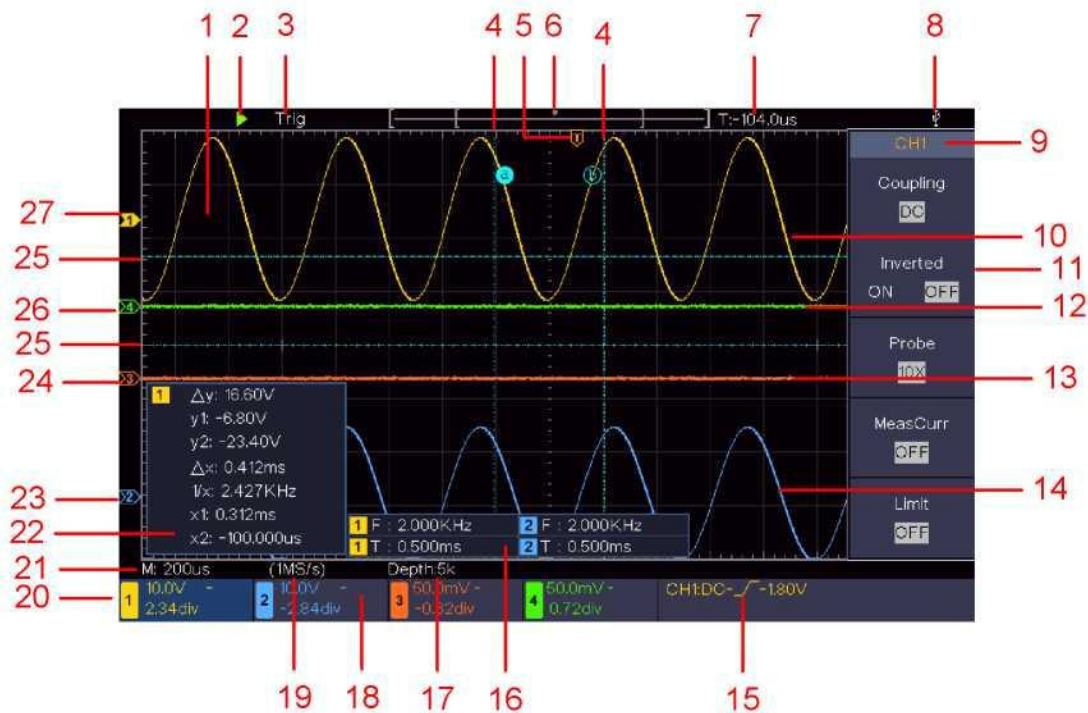 1 2 3 4 5 6 4 7 8
Trig T:-104.0us
CH1 9
a b
Coupling
DC
27 1
10
25
Inverted 11
ON OFF
26 4 12
25
Probe
24 3 13
10X
1 △y: 16.60V
y1: -6.80V
y2: -23.40V
MeasCurr
OFF
△x: 0.412ms
1/x: 2.427KHz
23 2 14
x1: 0.312ms
Limit
22 x2: -100.000us
1 F : 2.000KHz 2 F : 2.000KHz
OFF
1 T : 0.500ms 2 T : 0.500ms
21 M: 200us (1MS/s) Depth:5k
20 1 10.0V 2 10.0V 3 50.0mV 4 50.0mV CH1:DC- -1.80V
2.34div -2.84div 0.72div
19 18 17 16 15